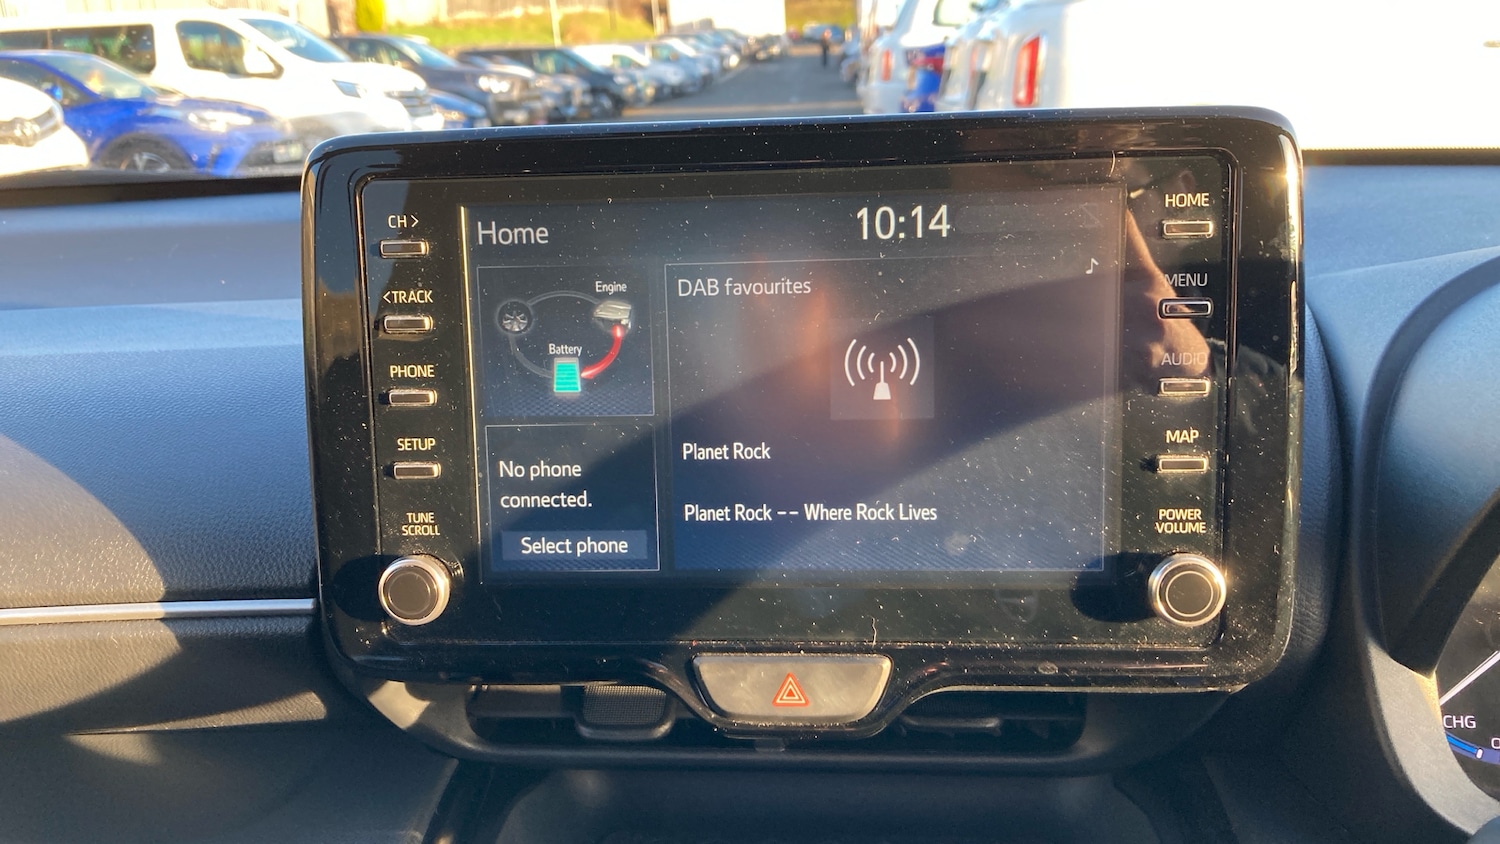 CH >
< TRACK
PHONE
SETUP
TUNE
SCROLL
Home
10:14
Engine
Battery
No phone
connected.
Select phone
DAB favourites
Planet Rock
Planet Rock -- Where Rock Lives
HOME
MENU
AUDIO
MAP
POWER
VOLUME
CHG